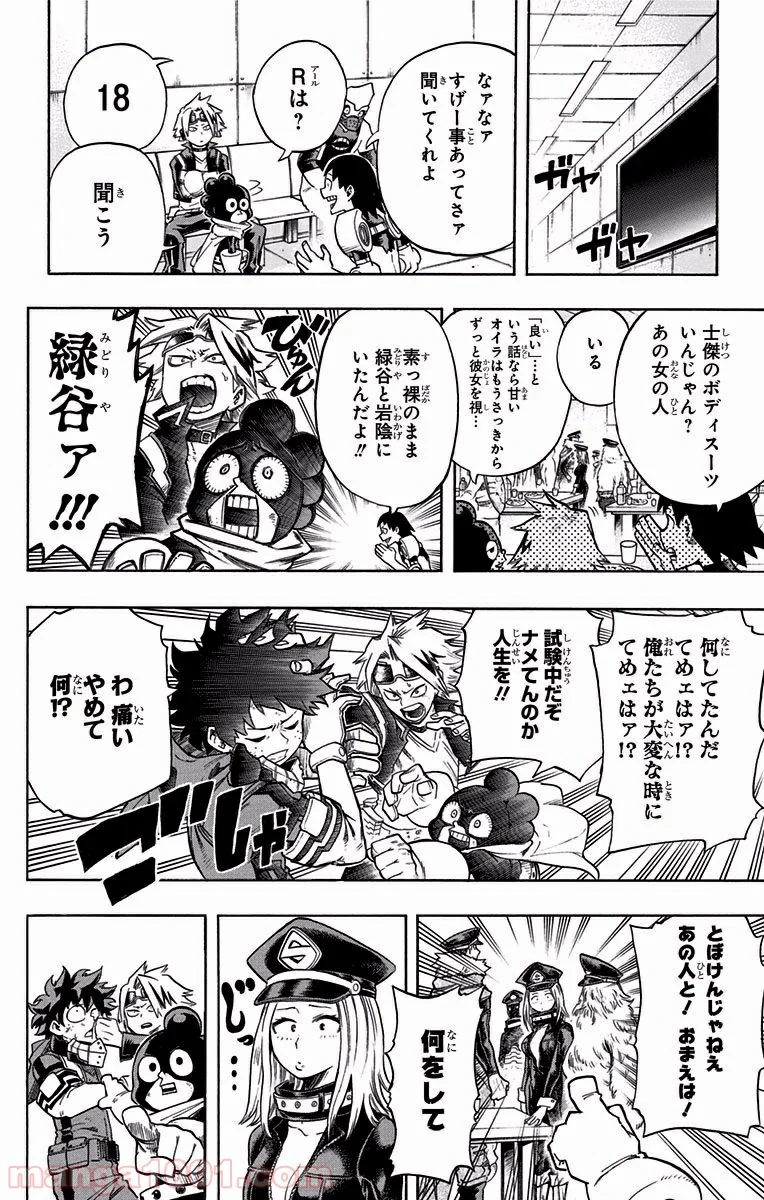 ガヤ
ガヤ
なァなァ
すげー事あってさァ
聞いてくれよ
Rは？
18
聞こう
士傑のボディスーツ
いんじゃん？
あの女の人
いる
「良い」…と
いう話なら甘い
オイラはもうさっきから
ずっと彼女を視…
素っ裸のまま
緑谷と岩陰に
いたんだよ!!
緑谷ァ!!!
何してたんだ
てめェはァ!?
俺たちが大変な時に
てめェはァ!?
試験中だぞ
ナメてんのか
人生を!!
わ 痛い
やめて
何!?
とぼけんじゃねえ
あの人と！おまえは！
何をして
じっ…
manga1001.com